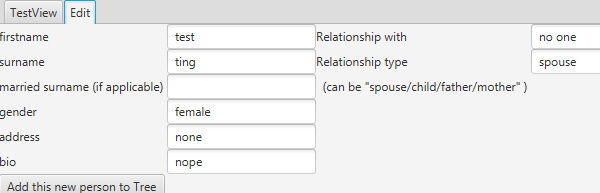 TestView Edit
firstname test Relationship with no one
surname ting Relationship type spouse
married surname (if applicable) (can be "spouse/child/father/mother" )
gender female
address none
bio nope
Add this new person to Tree